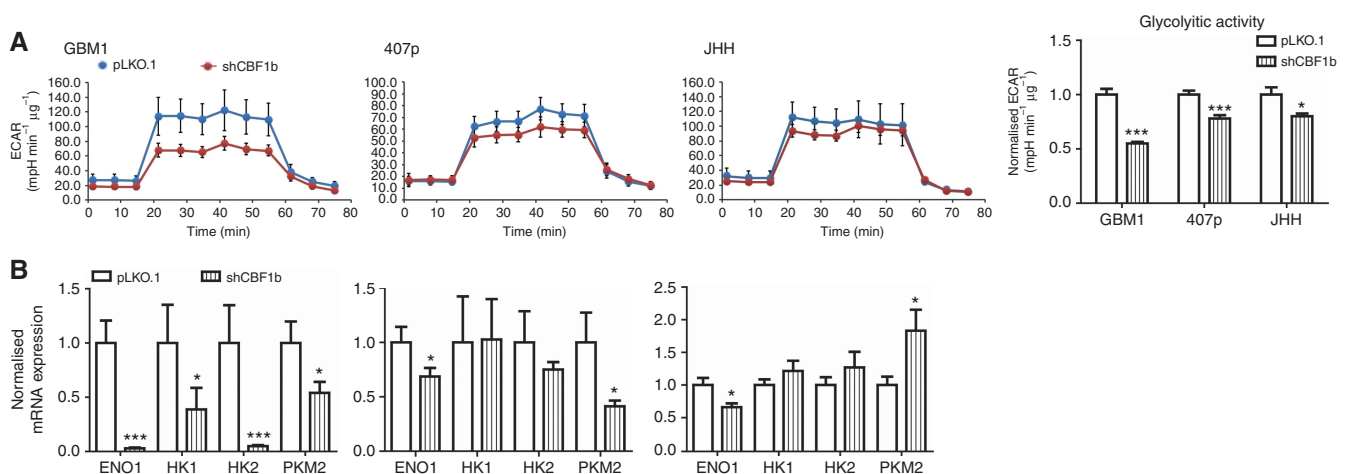 A
GBM1
pLKO.1
shCBF1b
ECAR
(mpH min–1 µg–1)
160.0
140.0
120.0
100.0
80.0
60.0
40.0
20.0
0 10 20 30 40 50 60 70 80
Time (min)
407p
100.0
90.0
80.0
70.0
60.0
50.0
40.0
30.0
20.0
10.0
0.0
0 10 20 30 40 50 60 70 80
Time (min)
JHH
160.0
140.0
120.0
100.0
80.0
60.0
40.0
20.0
0.0
0 10 20 30 40 50 60 70 80
Time (min)
Glycolyitic activity
pLKO.1
shCBF1b
Normalised ECAR
(mpH min–1 µg–1)
1.5
1.0
0.5
0.0
***
***
*
GBM1 407p JHH
B
pLKO.1
shCBF1b
Normalised
mRNA expression
1.5
1.0
0.5
0.0
***
*
***
*
ENO1 HK1 HK2 PKM2
1.5
1.0
0.5
0.0
*
*
ENO1 HK1 HK2 PKM2
2.5
2.0
1.5
1.0
0.5
0.0
*
*
ENO1 HK1 HK2 PKM2